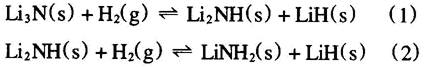 Li₃N(s) + H₂(g) ⇌ Li₂NH(s) + LiH(s) (1)
Li₂NH(s) + H₂(g) ⇌ LiNH₂(s) + LiH(s) (2)